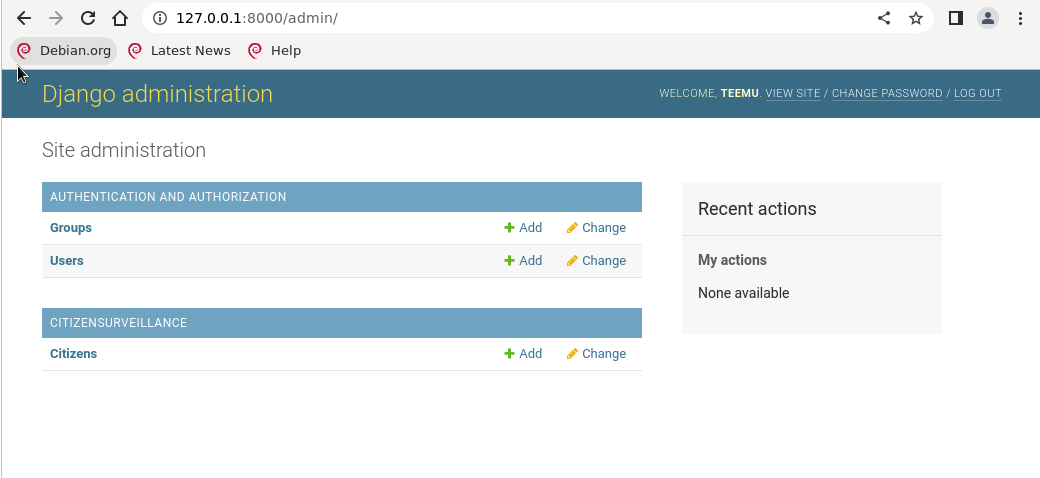 127.0.0.1:8000/admin/
Debian.org Latest News Help
Django administration WELCOME, TEEMU. VIEW SITE / CHANGE PASSWORD / LOG OUT
Site administration
AUTHENTICATION AND AUTHORIZATION
Groups Add Change
Users Add Change
CITIZENSURVEILLANCE
Citizens Add Change
Recent actions
My actions
None available